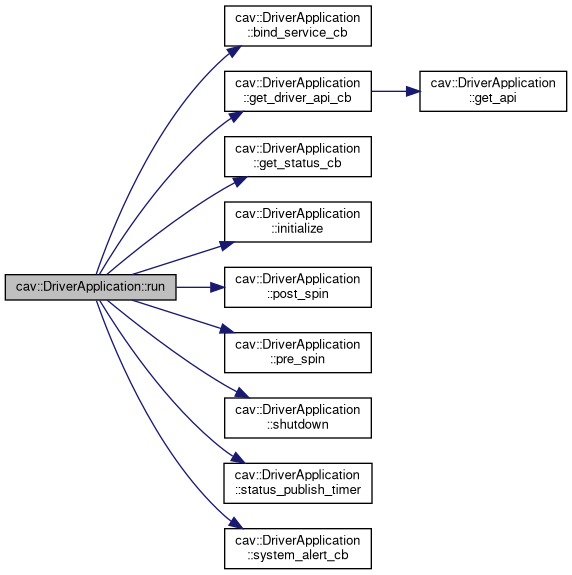 cav::DriverApplication
::bind_service_cb
cav::DriverApplication
::get_driver_api_cb
cav::DriverApplication
::get_api
cav::DriverApplication
::get_status_cb
cav::DriverApplication
::initialize
cav::DriverApplication::run
cav::DriverApplication
::post_spin
cav::DriverApplication
::pre_spin
cav::DriverApplication
::shutdown
cav::DriverApplication
::status_publish_timer
cav::DriverApplication
::system_alert_cb